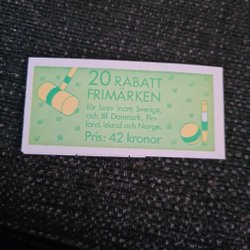 20 RABATT
FRIMÄRKEN
för brev inom Sverige,
och till Danmark, Fin-
land, Island och Norge.
Pris: 42 kronor